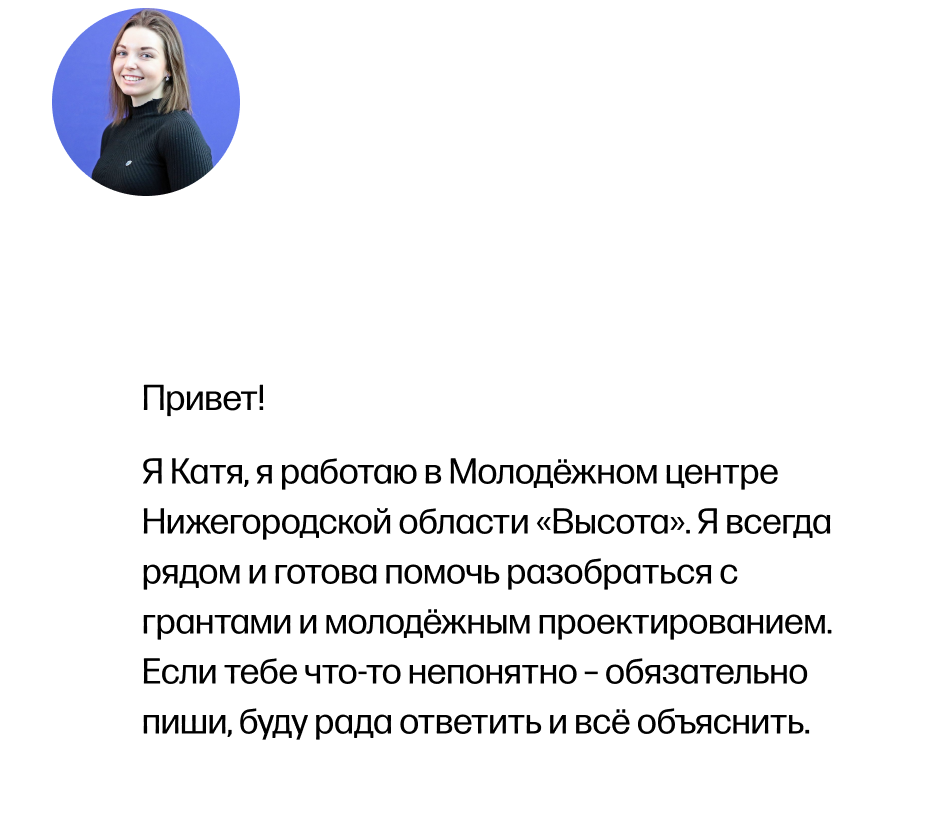 Привет!
Я Катя, я работаю в Молодёжном центре
Нижегородской области «Высота». Я всегда
рядом и готова помочь разобраться с
грантами и молодёжным проектированием.
Если тебе что-то непонятно – обязательно
пиши, буду рада ответить и всё объяснить.